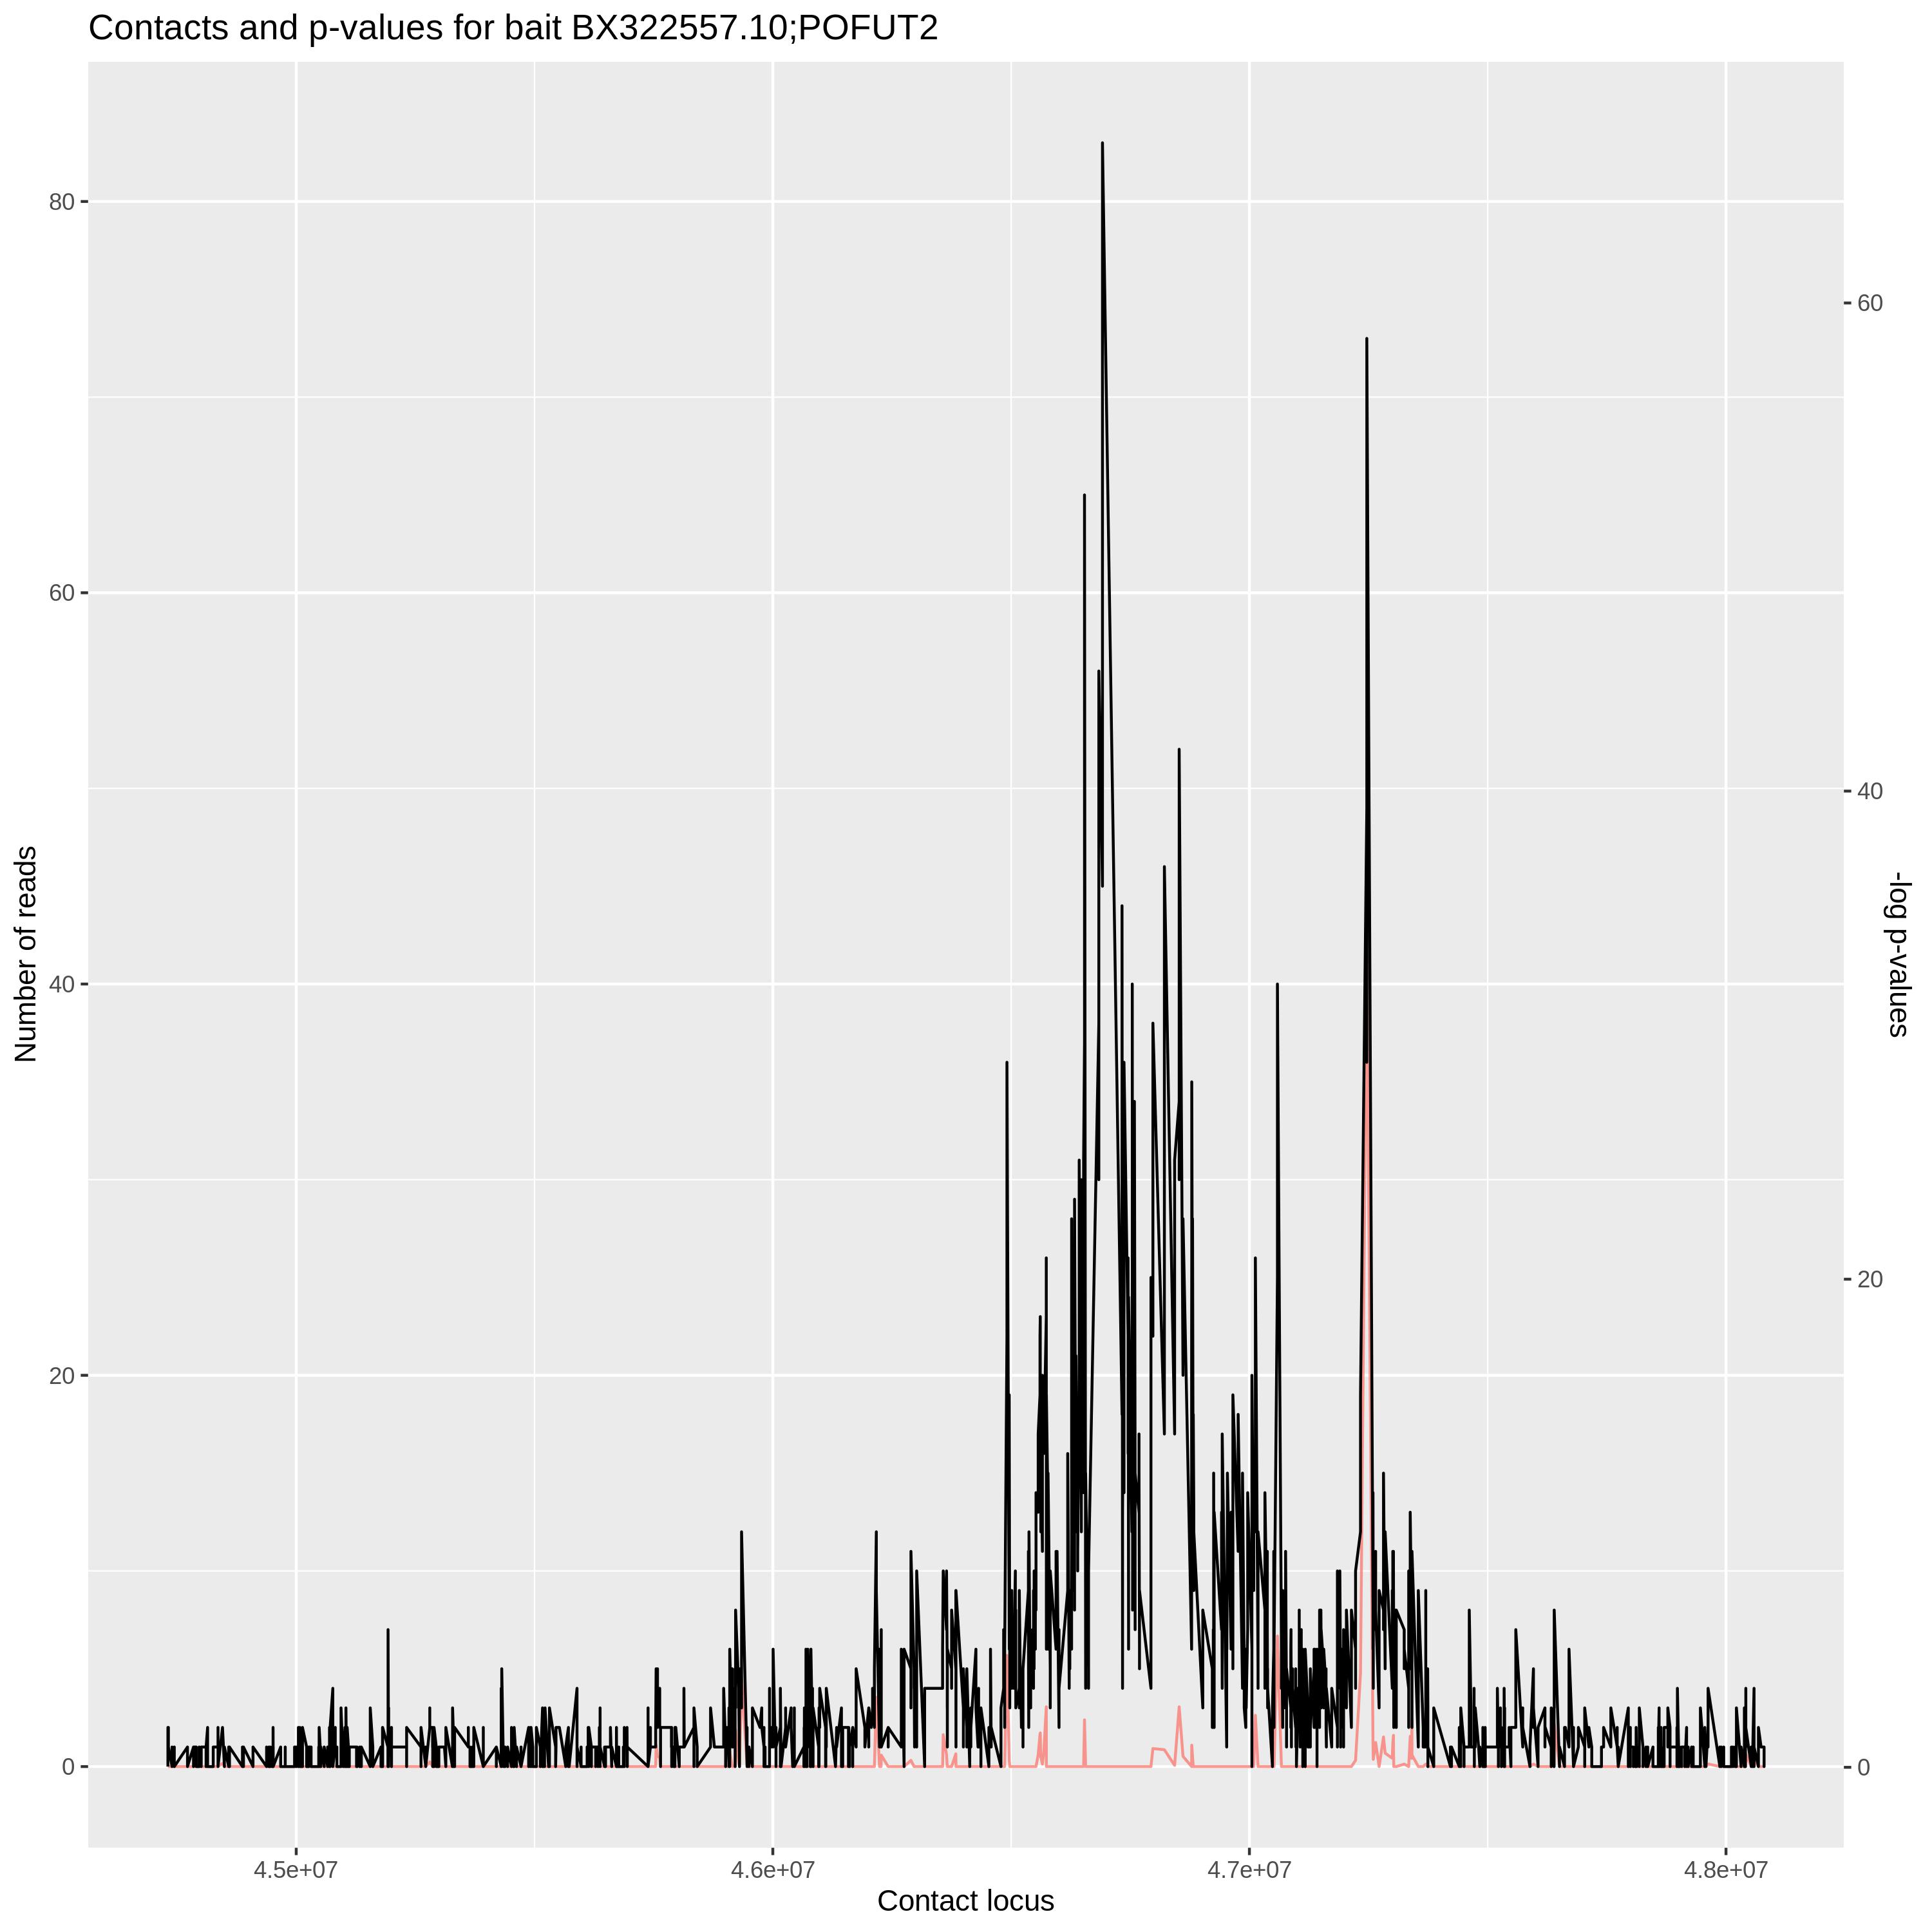 Contacts and p-values for bait BX322557.10;POFUT2
Number of reads
80
60
40
20
0
60
40
20
0
-log p-values
4.5e+07
4.6e+07
4.7e+07
4.8e+07
Contact locus